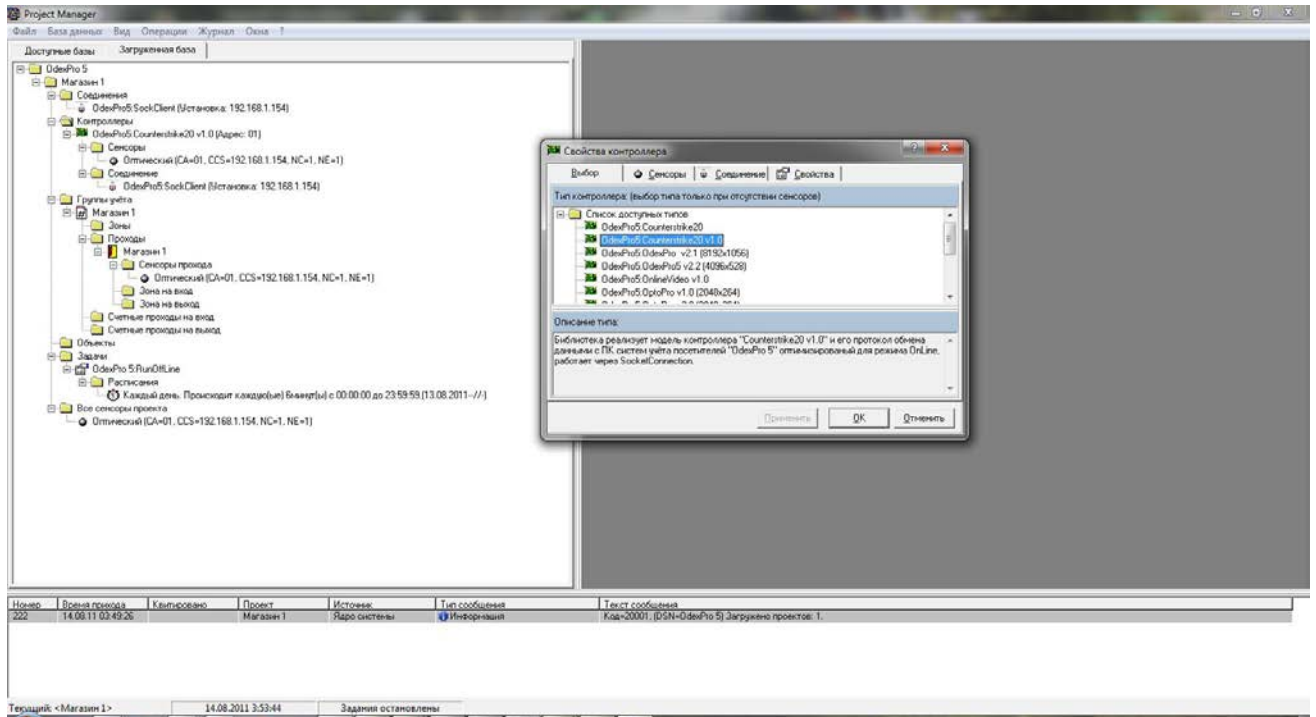 Project Manager
Файл База данных Вид Операции Журнал Окна ?
Доступные базы Загруженная база
OdexPro 5
Магазин 1
Соединения
OdexPro5:SockClient (Установка: 192.168.1.154)
Контроллеры
OdexPro5:Counterstrike20 v1.0 (Адрес: 01)
Сенсоры
Оптический (CA=01, CCS=192.168.1.154, NC=1, NE=1)
Соединение
OdexPro5:SockClient (Установка: 192.168.1.154)
Группы учёта
Магазин 1
Зоны
Проходы
Магазин 1
Сенсоры прохода
Оптический (CA=01, CCS=192.168.1.154, NC=1, NE=1)
Зона на вход
Зона на выход
Счетные проходы на вход
Счетные проходы на выход
Объекты
Задачи
OdexPro 5:RunOffLine
Расписания
Каждый день. Происходит каждую(ые) 6минут(ы) с 00:00:00 до 23:59:59.(13.08.2011--//-)
Все сенсоры проекта
Оптический (CA=01, CCS=192.168.1.154, NC=1, NE=1)
Свойства контроллера
Выбор Сенсоры Соединение Свойства
Тип контроллера: (выбор типа только при отсутствии сенсоров)
Список доступных типов
OdexPro5:Counterstrike20
OdexPro5:Counterstrike20 v1.0
OdexPro5:OdexPro v2.1 (8192x1056)
OdexPro5:OdexPro5 v2.2 (4096x528)
OdexPro5:OnlineVideo v1.0
OdexPro5:OptoPro v1.0 (2048x264)
Описание типа:
Библиотека реализует модель контроллера "Counterstrike20 v1.0" и его протокол обмена
данными с ПК систем учёта посетителей "OdexPro 5" оптимизированый для режима OnLine,
работает через SocketConnection.
Применить OK Отменить
Номер Время прихода Квитировано Проект Источник Тип сообщения Текст сообщения
222 14.08.11 03:49:26 Магазин 1 Ядро системы Информация Код=20001. (DSN=OdexPro 5) Загружено проектов: 1.
Текущий: <Магазин 1> 14.08.2011 3:53:44 Задания остановлены